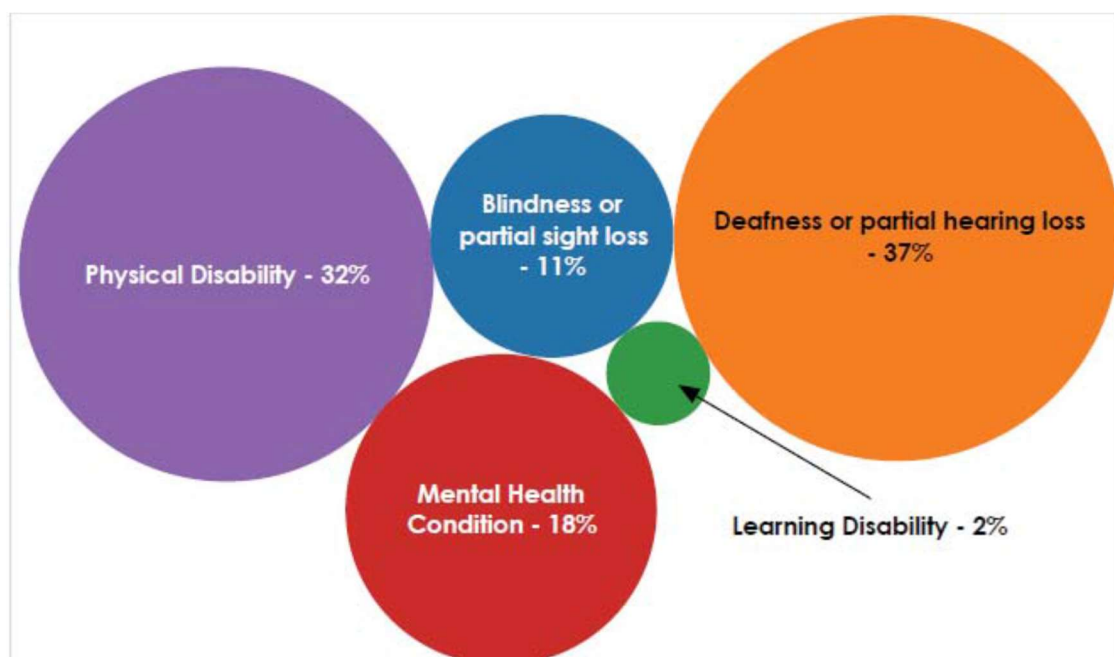 Physical Disability - 32%
Blindness or
partial sight loss
- 11%
Deafness or partial hearing loss
- 37%
Mental Health
Condition - 18%
Learning Disability - 2%